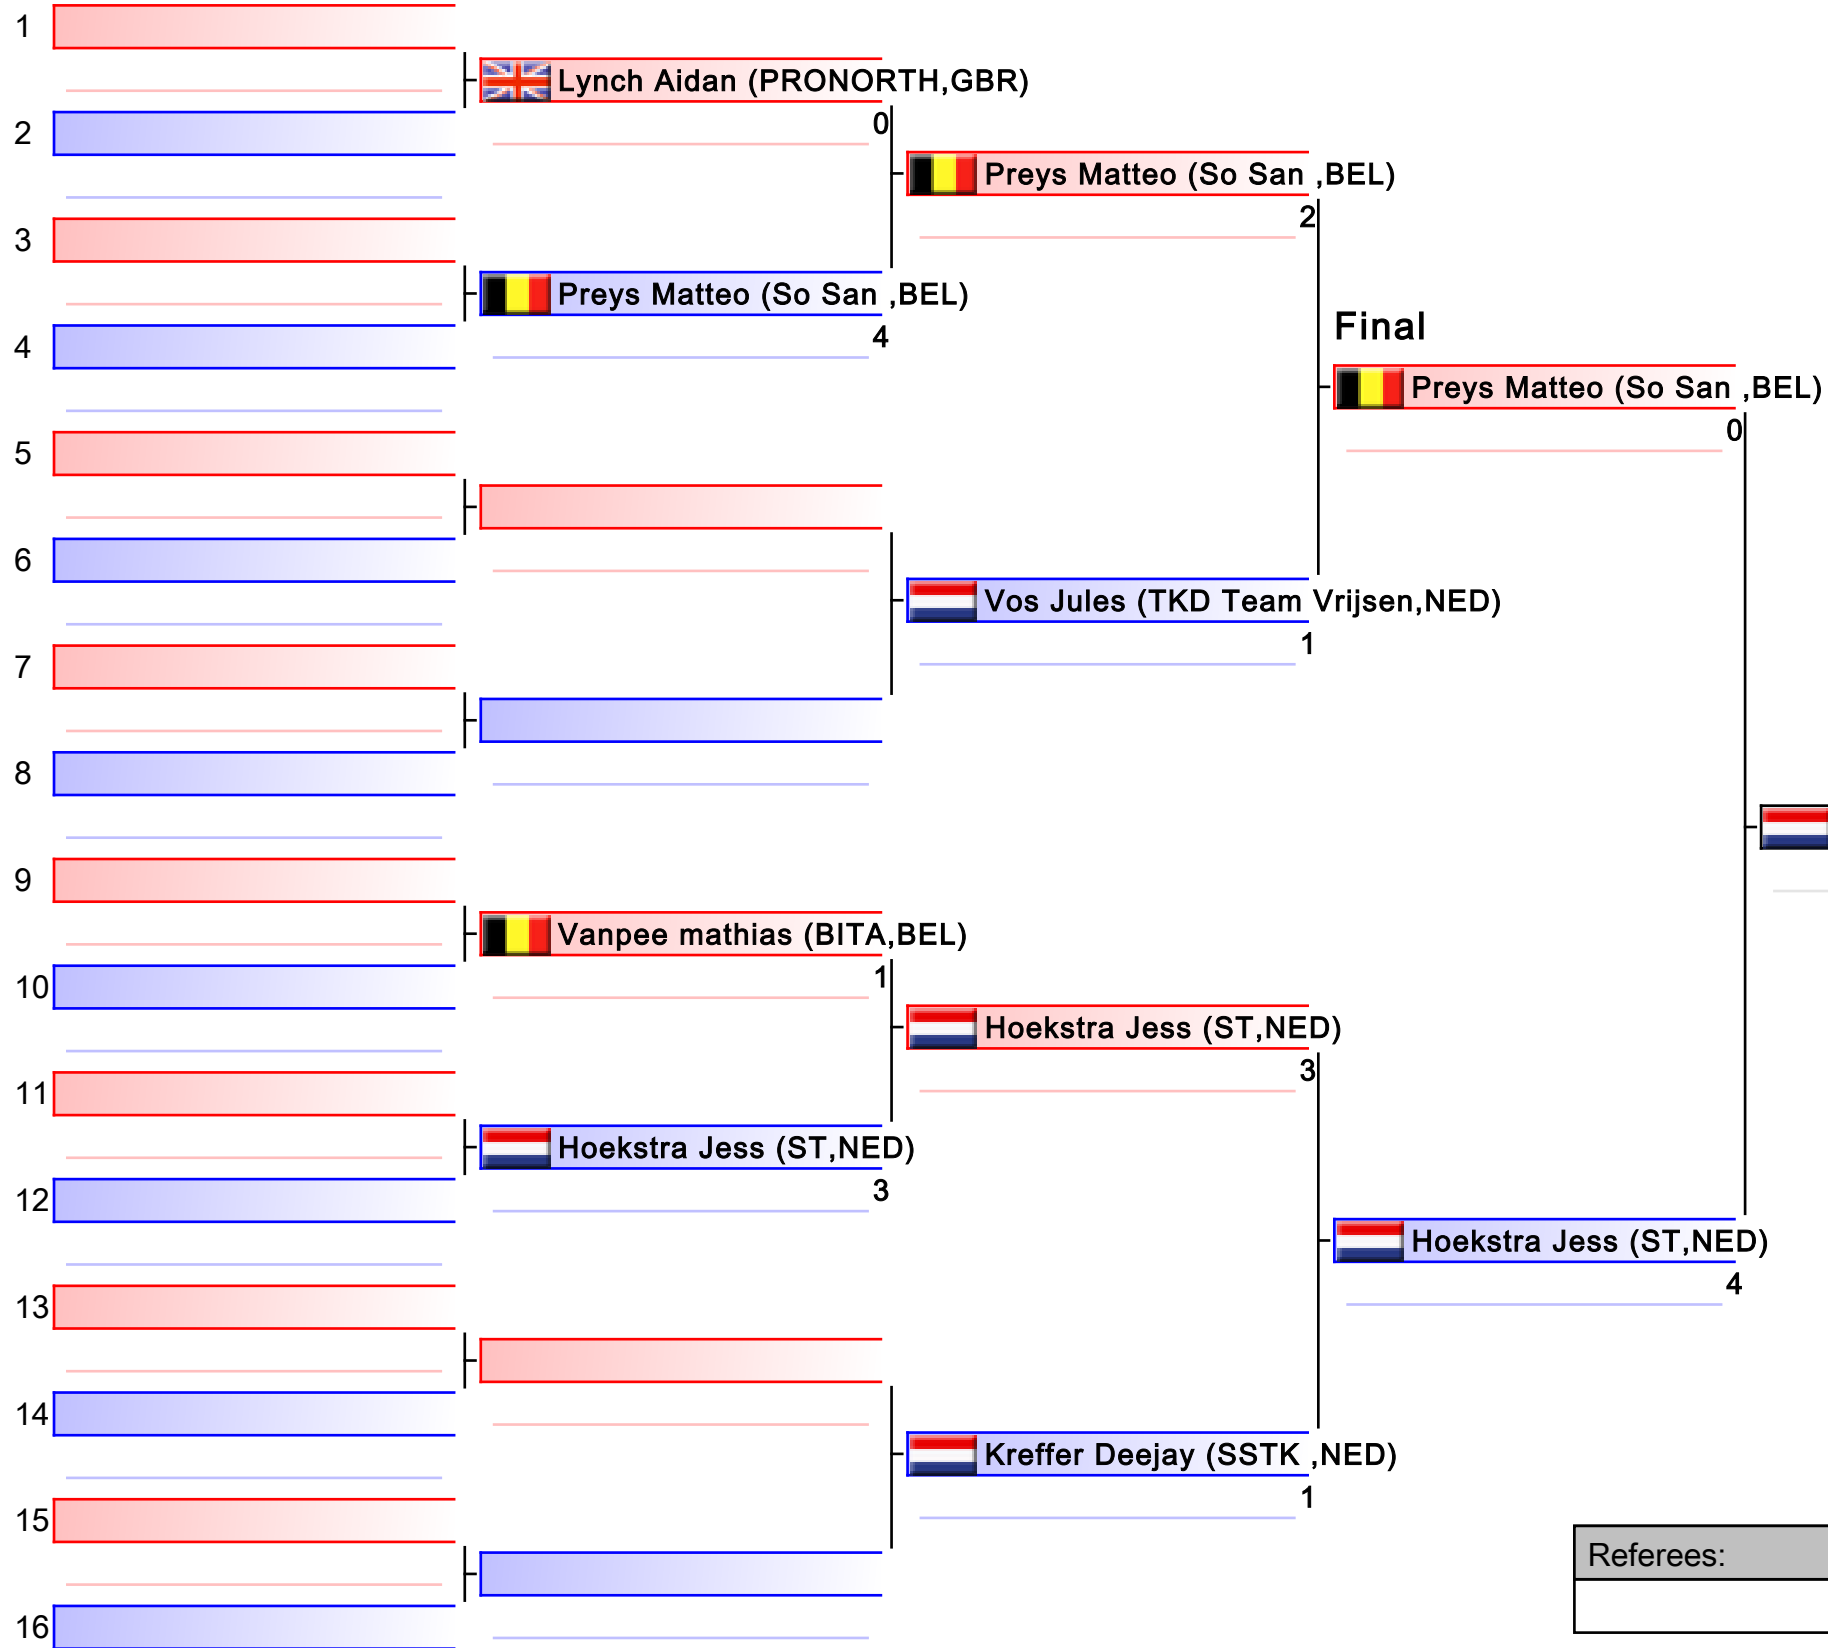 1
Lynch Aidan (PRONORTH,GBR)
0
2
Preys Matteo (So San ,BEL)
2
3
Preys Matteo (So San ,BEL)
4
4
Final
Preys Matteo (So San ,BEL)
0
5
6
Vos Jules (TKD Team Vrijsen,NED)
1
7
8
9
Vanpee mathias (BITA,BEL)
1
10
Hoekstra Jess (ST,NED)
3
11
Hoekstra Jess (ST,NED)
3
12
Hoekstra Jess (ST,NED)
4
13
14
Kreffer Deejay (SSTK ,NED)
1
15
Referees:
16